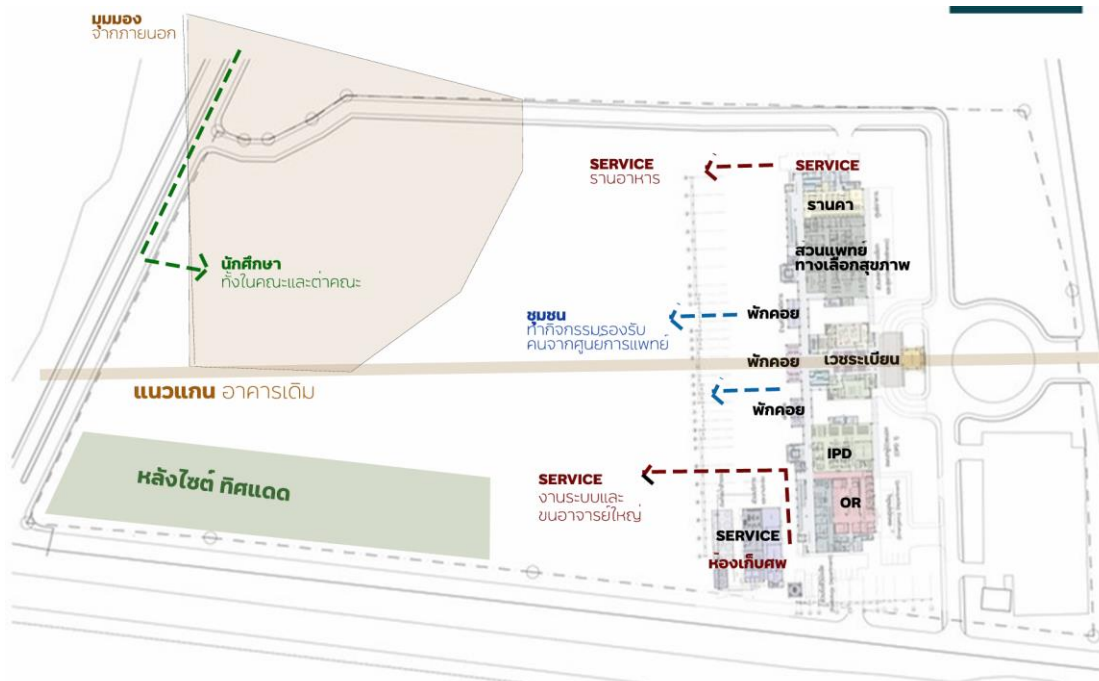 มุมมอง
จากภายนอก
SERVICE
รานอาหาร
SERVICE
รานคา
สวนแพทย
ทางเลือกสุขภาพ
นักศึกษา
ทั้งในคณะและตางคณะ
ชุมชน
ทำกิจกรรมรองรับ
คนจากศูนยการแพทย
พักคอย
พักคอย
เวชระเบียน
แนวแกน อาคารเดิม
พักคอย
IPD
หลังไซต ทิศแดด
SERVICE
งานระบบและ
ขนอาจารยใหญ
OR
SERVICE
หองเก็บศพ